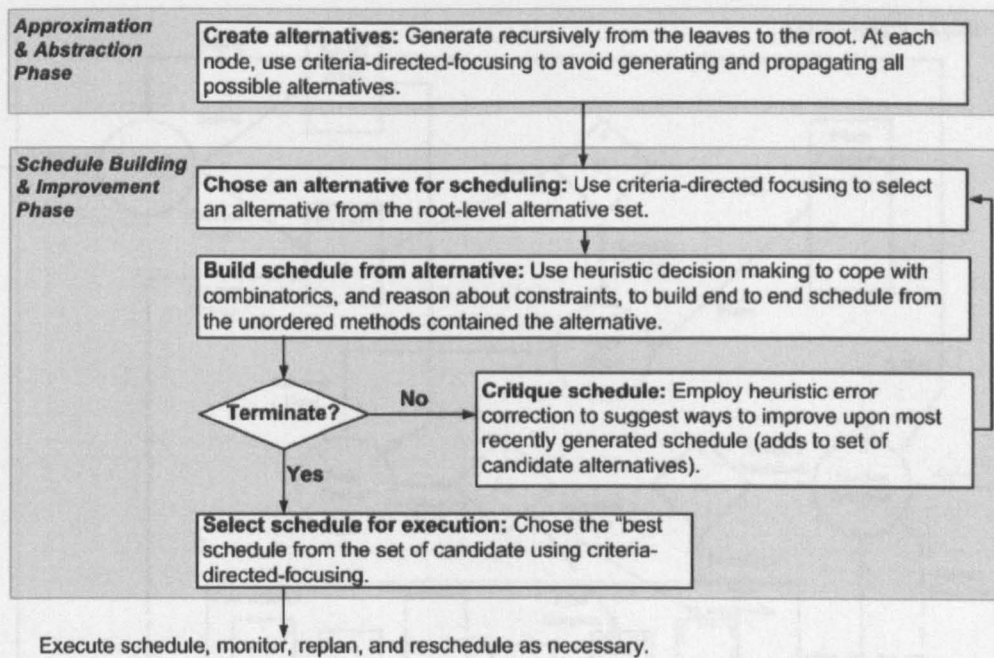 Approximation
& Abstraction
Phase
Create alternatives: Generate recursively from the leaves to the root. At each
node, use criteria-directed-focusing to avoid generating and propagating all
possible alternatives.
Schedule Building
& Improvement
Phase
Chose an alternative for scheduling: Use criteria-directed focusing to select
an alternative from the root-level alternative set.
Build schedule from alternative: Use heuristic decision making to cope with
combinatorics, and reason about constraints, to build end to end schedule from
the unordered methods contained the alternative.
Terminate?
No
Critique schedule: Employ heuristic error
correction to suggest ways to improve upon most
recently generated schedule (adds to set of
candidate alternatives).
Yes
Select schedule for execution: Chose the "best
schedule from the set of candidate using criteria-
directed-focusing.
Execute schedule, monitor, replan, and reschedule as necessary.